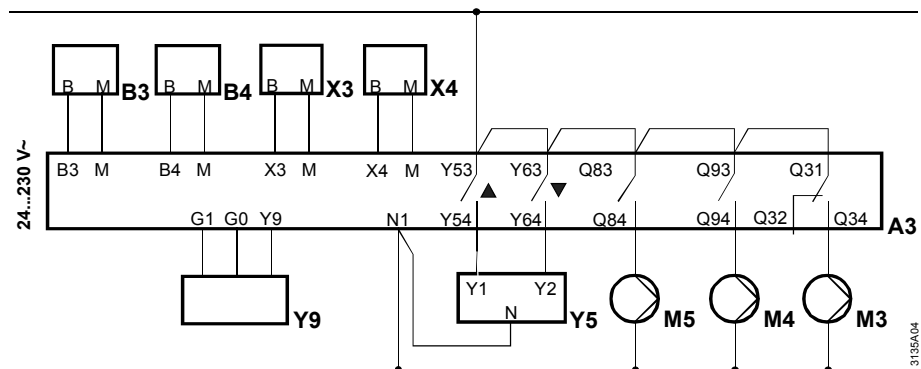 24...230 V~
B M B3
B M B4
B M X3
B M X4
B3 M B4 M X3 M X4 M Y53 Y63 Q83 Q93 Q31
G1 G0 Y9 N1 Y54 Y64 Q84 Q94 Q32 Q34 A3
Y9
Y1 Y2
N Y5
M5 M4 M3
3135A04